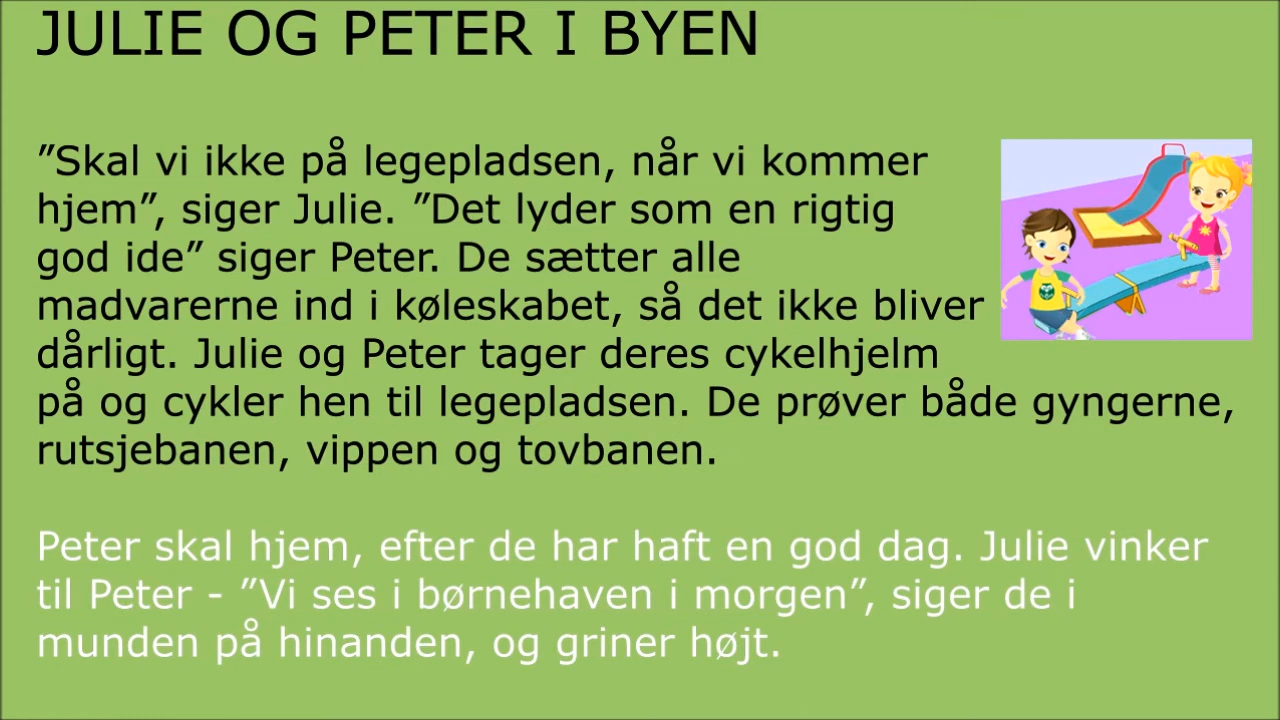 JULIE OG PETER I BYEN
”Skal vi ikke på legepladsen, når vi kommer
hjem”, siger Julie. ”Det lyder som en rigtig
god ide” siger Peter. De sætter alle
madvarerne ind i køleskabet, så det ikke bliver
dårligt. Julie og Peter tager deres cykelhjelm
på og cykler hen til legepladsen. De prøver både gyngerne,
rutsjebanen, vippen og tovbanen.
Peter skal hjem, efter de har haft en god dag. Julie vinker
til Peter - ”Vi ses i børnehaven i morgen”, siger de i
munden på hinanden, og griner højt.